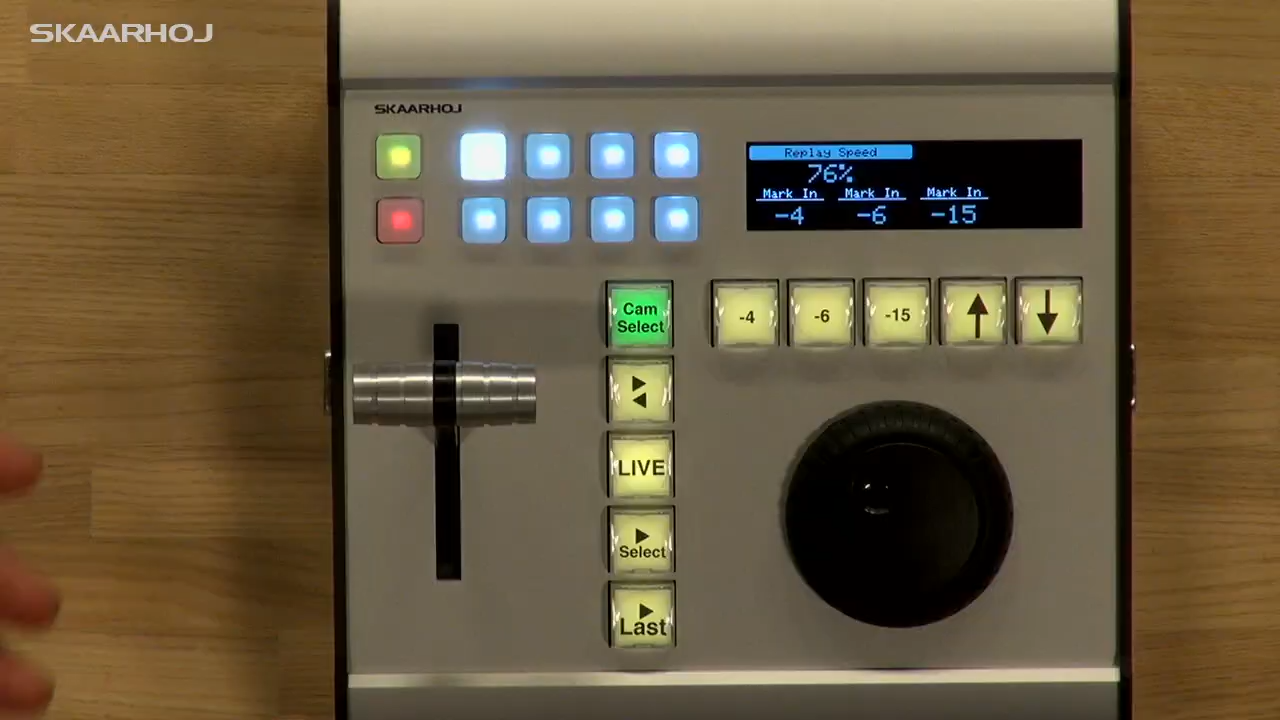 SKAARHOJ
SKAARHOJ
Replay Speed
76%
Mark In Mark In Mark In
-4 -6 -15
Cam
Select
-4 -6 -15
LIVE
Select
Last